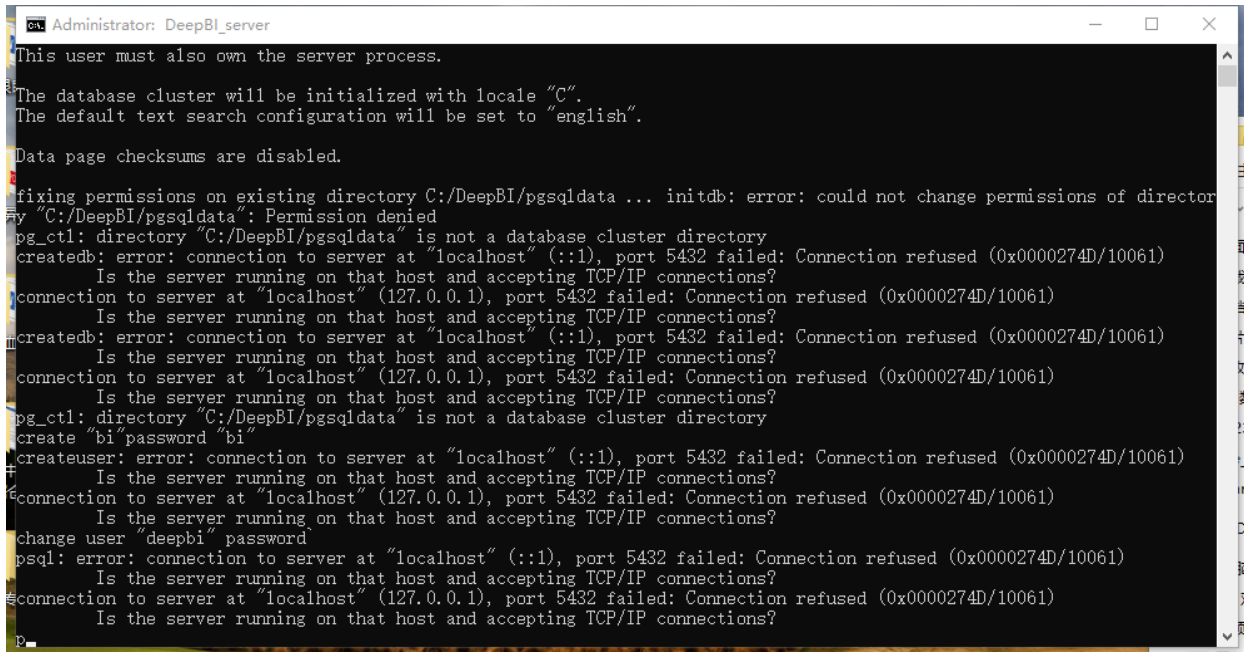 Administrator: DeepBI_server
This user must also own the server process.
The database cluster will be initialized with locale "C".
The default text search configuration will be set to "english".
Data page checksums are disabled.
fixing permissions on existing directory C:/DeepBI/pgsqldata ... initdb: error: could not change permissions of director
y "C:/DeepBI/pgsqldata": Permission denied
pg_ctl: directory "C:/DeepBI/pgsqldata" is not a database cluster directory
createdb: error: connection to server at "localhost" (::1), port 5432 failed: Connection refused (0x0000274D/10061)
Is the server running on that host and accepting TCP/IP connections?
connection to server at "localhost" (127.0.0.1), port 5432 failed: Connection refused (0x0000274D/10061)
Is the server running on that host and accepting TCP/IP connections?
createdb: error: connection to server at "localhost" (::1), port 5432 failed: Connection refused (0x0000274D/10061)
Is the server running on that host and accepting TCP/IP connections?
connection to server at "localhost" (127.0.0.1), port 5432 failed: Connection refused (0x0000274D/10061)
Is the server running on that host and accepting TCP/IP connections?
pg_ctl: directory "C:/DeepBI/pgsqldata" is not a database cluster directory
create "bi"password "bi"
createuser: error: connection to server at "localhost" (::1), port 5432 failed: Connection refused (0x0000274D/10061)
Is the server running on that host and accepting TCP/IP connections?
connection to server at "localhost" (127.0.0.1), port 5432 failed: Connection refused (0x0000274D/10061)
Is the server running on that host and accepting TCP/IP connections?
change user "deepbi" password`
psql: error: connection to server at "localhost" (::1), port 5432 failed: Connection refused (0x0000274D/10061)
Is the server running on that host and accepting TCP/IP connections?
connection to server at "localhost" (127.0.0.1), port 5432 failed: Connection refused (0x0000274D/10061)
Is the server running on that host and accepting TCP/IP connections?
p